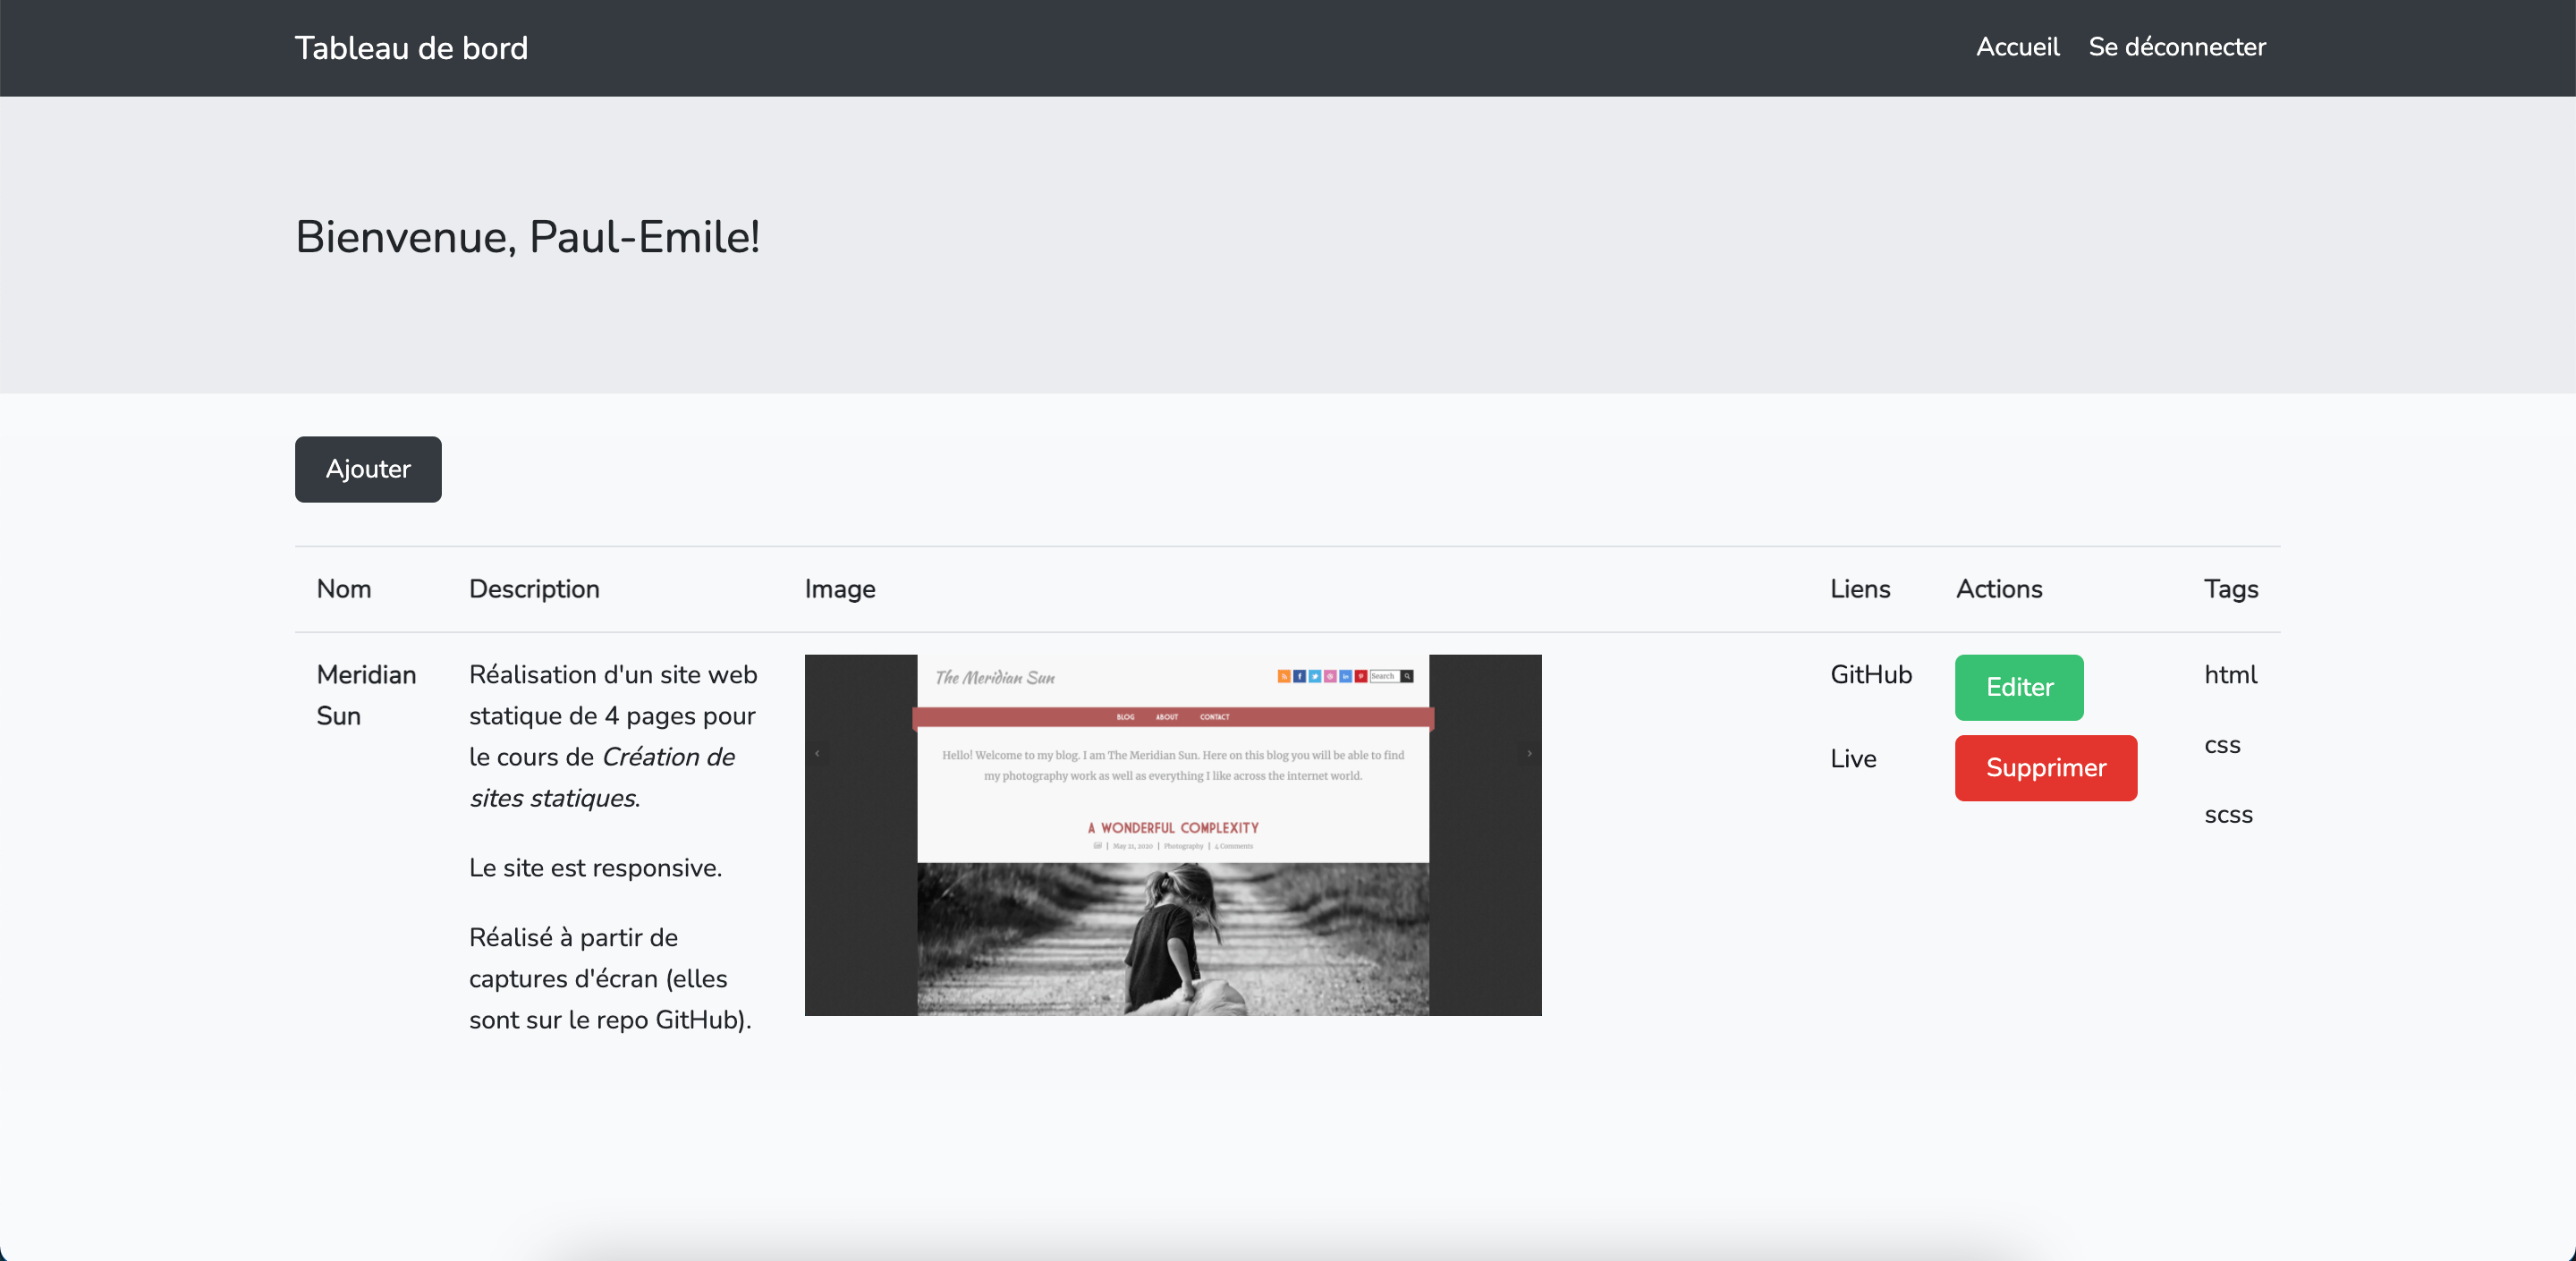 Tableau de bord
Accueil
Se déconnecter
Bienvenue, Paul-Emile!
Ajouter
Nom
Description
Image
Liens
Actions
Tags
Meridian
Sun
Réalisation d'un site web
statique de 4 pages pour
le cours de Création de
sites statiques.
Le site est responsive.
Réalisé à partir de
captures d'écran (elles
sont sur le repo GitHub).
The Meridian Sun
Search
BLOG
ABOUT
CONTACT
Hello! Welcome to my blog. I am The Meridian Sun. Here on this blog you will be able to find
my photography work as well as everything I like across the internet world.
A WONDERFUL COMPLEXITY
May 21, 2020 | Photography | 4 Comments
GitHub
Live
Editer
Supprimer
html
css
scss